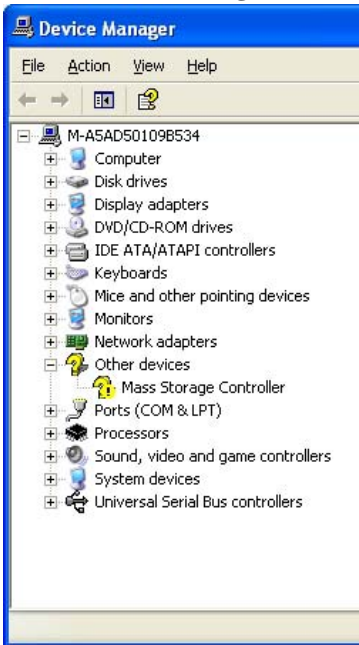 Device Manager
File Action View Help
M-A5AD50109B534
Computer
Disk drives
Display adapters
DVD/CD-ROM drives
IDE ATA/ATAPI controllers
Keyboards
Mice and other pointing devices
Monitors
Network adapters
Other devices
Mass Storage Controller
Ports (COM & LPT)
Processors
Sound, video and game controllers
System devices
Universal Serial Bus controllers